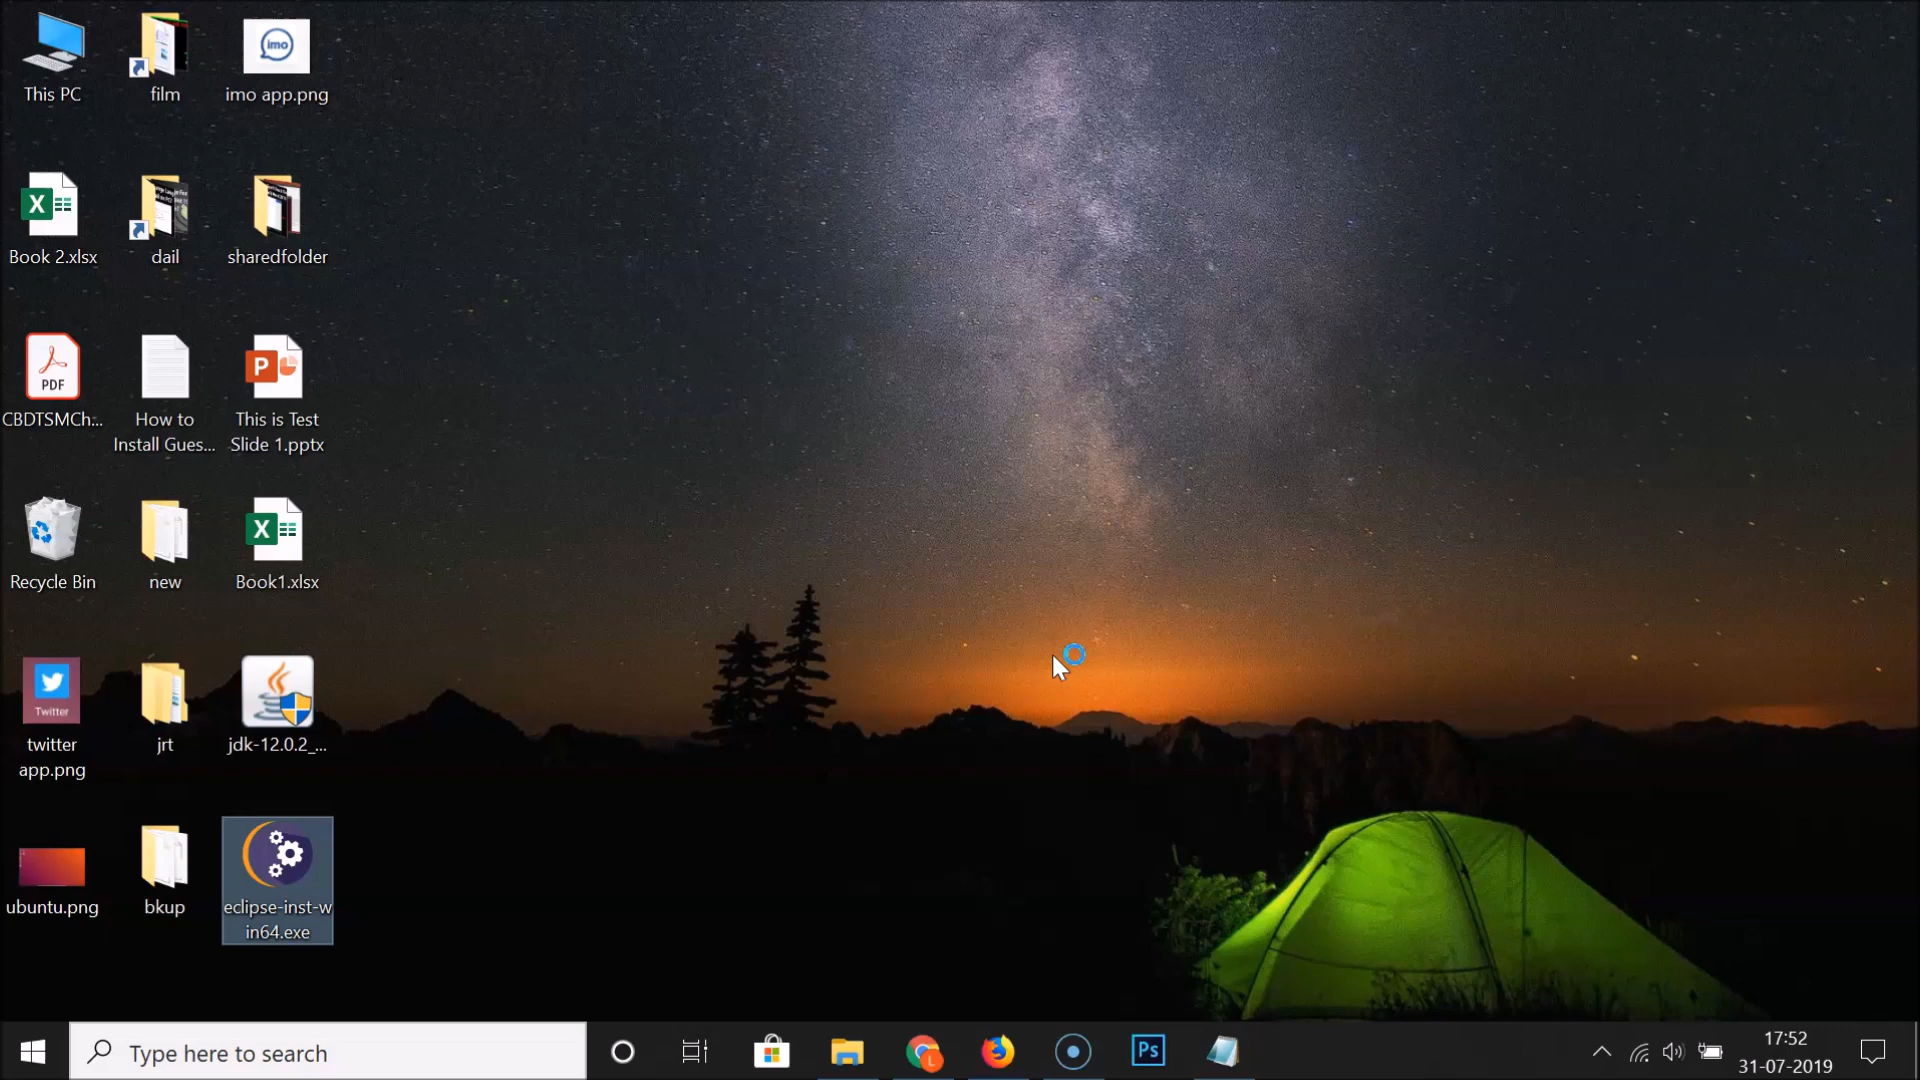 This PC
film
imo
imo app.png
Book 2.xlsx
dail
sharedfolder
PDF
CBDTSMCh...
How to
Install Gues...
P
This is Test
Slide 1.pptx
Recycle Bin
new
X
Book1.xlsx
X
Twitter
twitter
app.png
jrt
jdk-12.0.2_...
ubuntu.png
bkup
eclipse-inst-w
in64.exe
Type here to search
L
Ps
17:52
31-07-2019